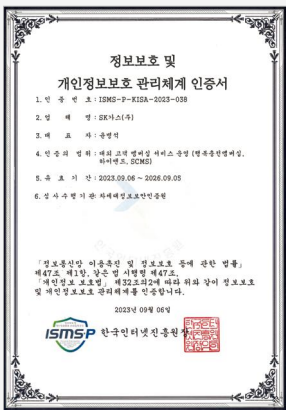 정보보호 및
개인정보보호 관리체계 인증서
1. 인 증 번 호 : ISMS-P-KISA-2023-038
2. 업 체 명 : SK가스(주)
3. 대 표 자 : 윤병석
4. 인 증 의 범 위 : 대외 고객 멤버십 서비스 운영 (행복충전멤버십,
하이앤드, SCMS)
5. 유 효 기 간 : 2023.09.06 ~ 2026.09.05
6. 심 사 수 행 기 관 : 차세대정보보안인증원
「정보통신망 이용촉진 및 정보보호 등에 관한 법률」
제47조 제1항, 같은 법 시행령 제47조,
「개인정보 보호법」 제32조의2에 따라 위와 같이 정보보호
및 개인정보보호 관리체계를 인증합니다.
2023년 09월 06일
ISMS-P 한국인터넷진흥원장